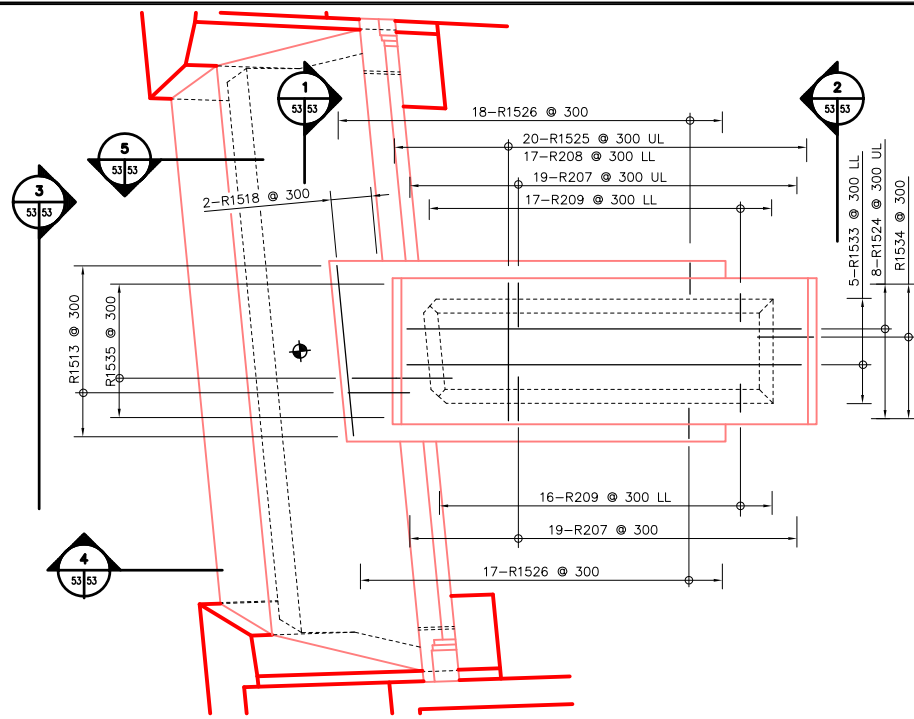 1
53 53
2
53 53
18-R1526 @ 300
5
53 53
20-R1525 @ 300 UL
17-R208 @ 300 LL
3
53 53
19-R207 @ 300 UL
2-R1518 @ 300
17-R209 @ 300 LL
5-R1533 @ 300 LL
8-R1524 @ 300 UL
R1534 @ 300
R1513 @ 300
R1535 @ 300
16-R209 @ 300 LL
19-R207 @ 300
4
53 53
17-R1526 @ 300